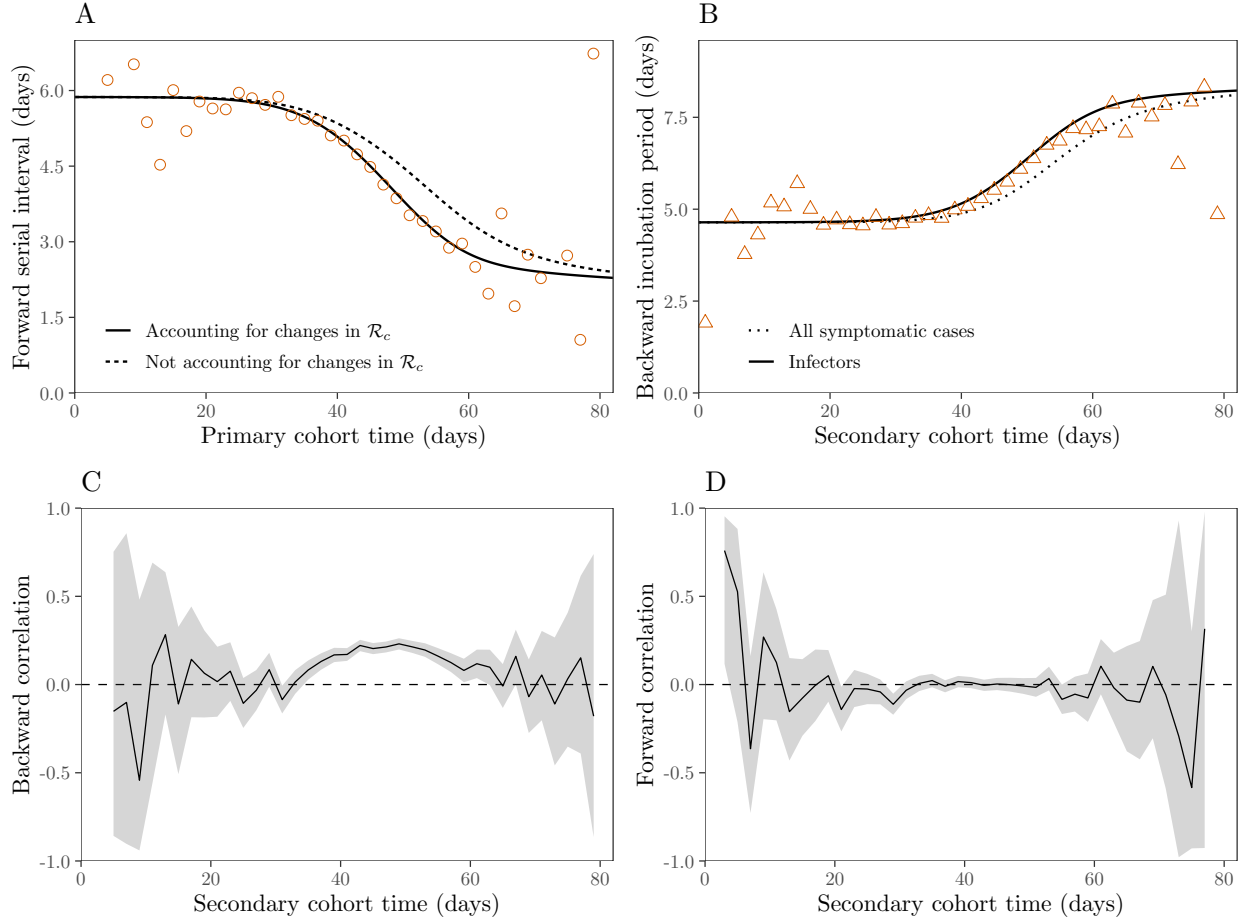 A
Forward serial interval (days)
6.0
4.5
3.0
1.5
0.0
Accounting for changes in 𝓡c
Not accounting for changes in 𝓡c
0 20 40 60 80
Primary cohort time (days)
B
Backward incubation period (days)
7.5
5.0
2.5
0.0
All symptomatic cases
Infectors
0 20 40 60 80
Secondary cohort time (days)
C
Backward correlation
1.0
0.5
0.0
-0.5
-1.0
0 20 40 60 80
Secondary cohort time (days)
D
Forward correlation
1.0
0.5
0.0
-0.5
-1.0
0 20 40 60 80
Secondary cohort time (days)